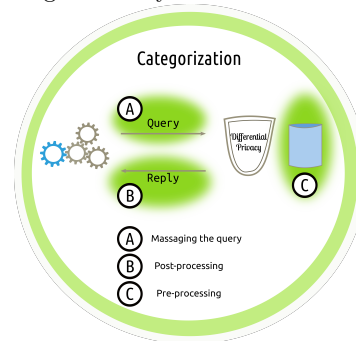 Categorization
A
Query
Differential
Privacy
Reply
B
C
A Massaging the query
B Post-processing
C Pre-processing